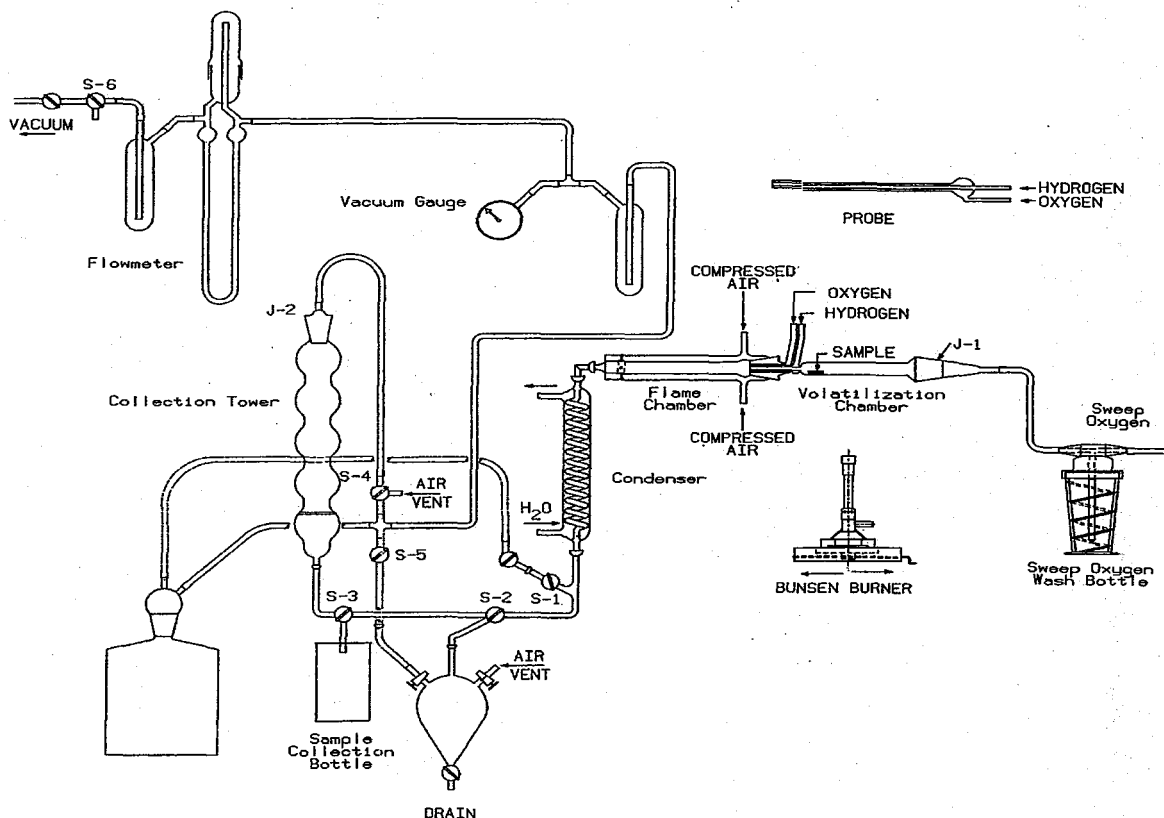 S-6
VACUUM
Flowmeter
Vacuum Gauge
HYDROGEN
OXYGEN
PROBE
COMPRESSED
AIR
OXYGEN
HYDROGEN
SAMPLE
J-1
J-2
Collection Tower
Flame
Chamber
Volatilization
Chamber
COMPRESSED
AIR
Sweep
Oxygen
S-4
AIR
VENT
Condenser
H2O
S-5
S-1
S-3
S-2
BUNSEN BURNER
Sweep Oxygen
Wash Bottle
AIR
VENT
Sample
Collection
Bottle
DRAIN